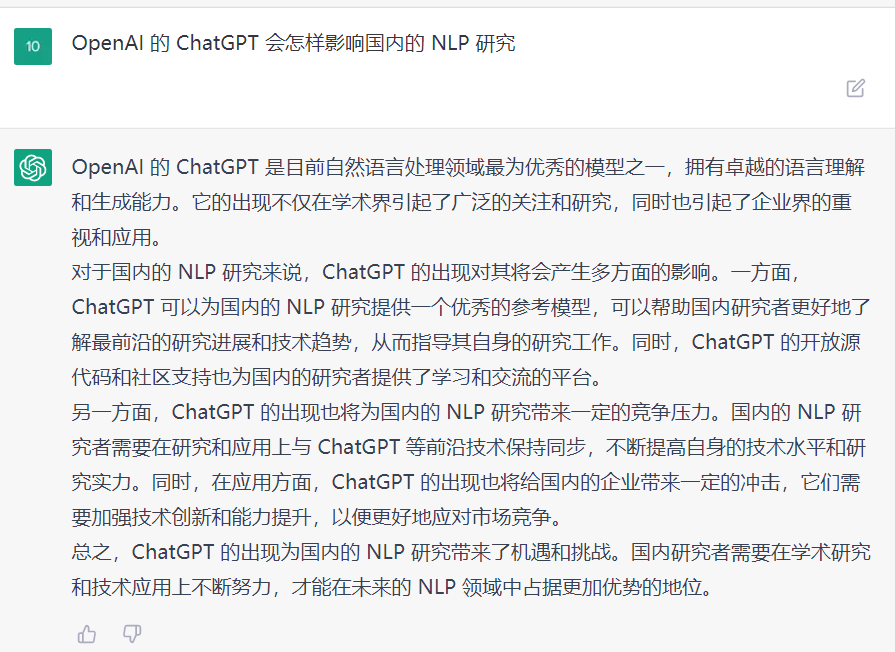 10
OpenAI 的 ChatGPT 会怎样影响国内的 NLP 研究
OpenAI 的 ChatGPT 是目前自然语言处理领域最为优秀的模型之一，拥有卓越的语言理解
和生成能力。它的出现不仅在学术界引起了广泛的关注和研究，同时也引起了企业界的重
视和应用。
对于国内的 NLP 研究来说，ChatGPT 的出现对其将会产生多方面的影响。一方面，
ChatGPT 可以为国内的 NLP 研究提供一个优秀的参考模型，可以帮助国内研究者更好地了
解最前沿的研究进展和技术趋势，从而指导其自身的研究工作。同时，ChatGPT 的开放源
代码和社区支持也为国内的研究者提供了学习和交流的平台。
另一方面，ChatGPT 的出现也将为国内的 NLP 研究带来一定的竞争压力。国内的 NLP 研
究者需要在研究和应用上与 ChatGPT 等前沿技术保持同步，不断提高自身的技术水平和研
究实力。同时，在应用方面，ChatGPT 的出现也将给国内的企业带来一定的冲击，它们需
要加强技术创新和能力提升，以便更好地应对市场竞争。
总之，ChatGPT 的出现为国内的 NLP 研究带来了机遇和挑战。国内研究者需要在学术研究
和技术应用上不断努力，才能在未来的 NLP 领域中占据更加优势的地位。